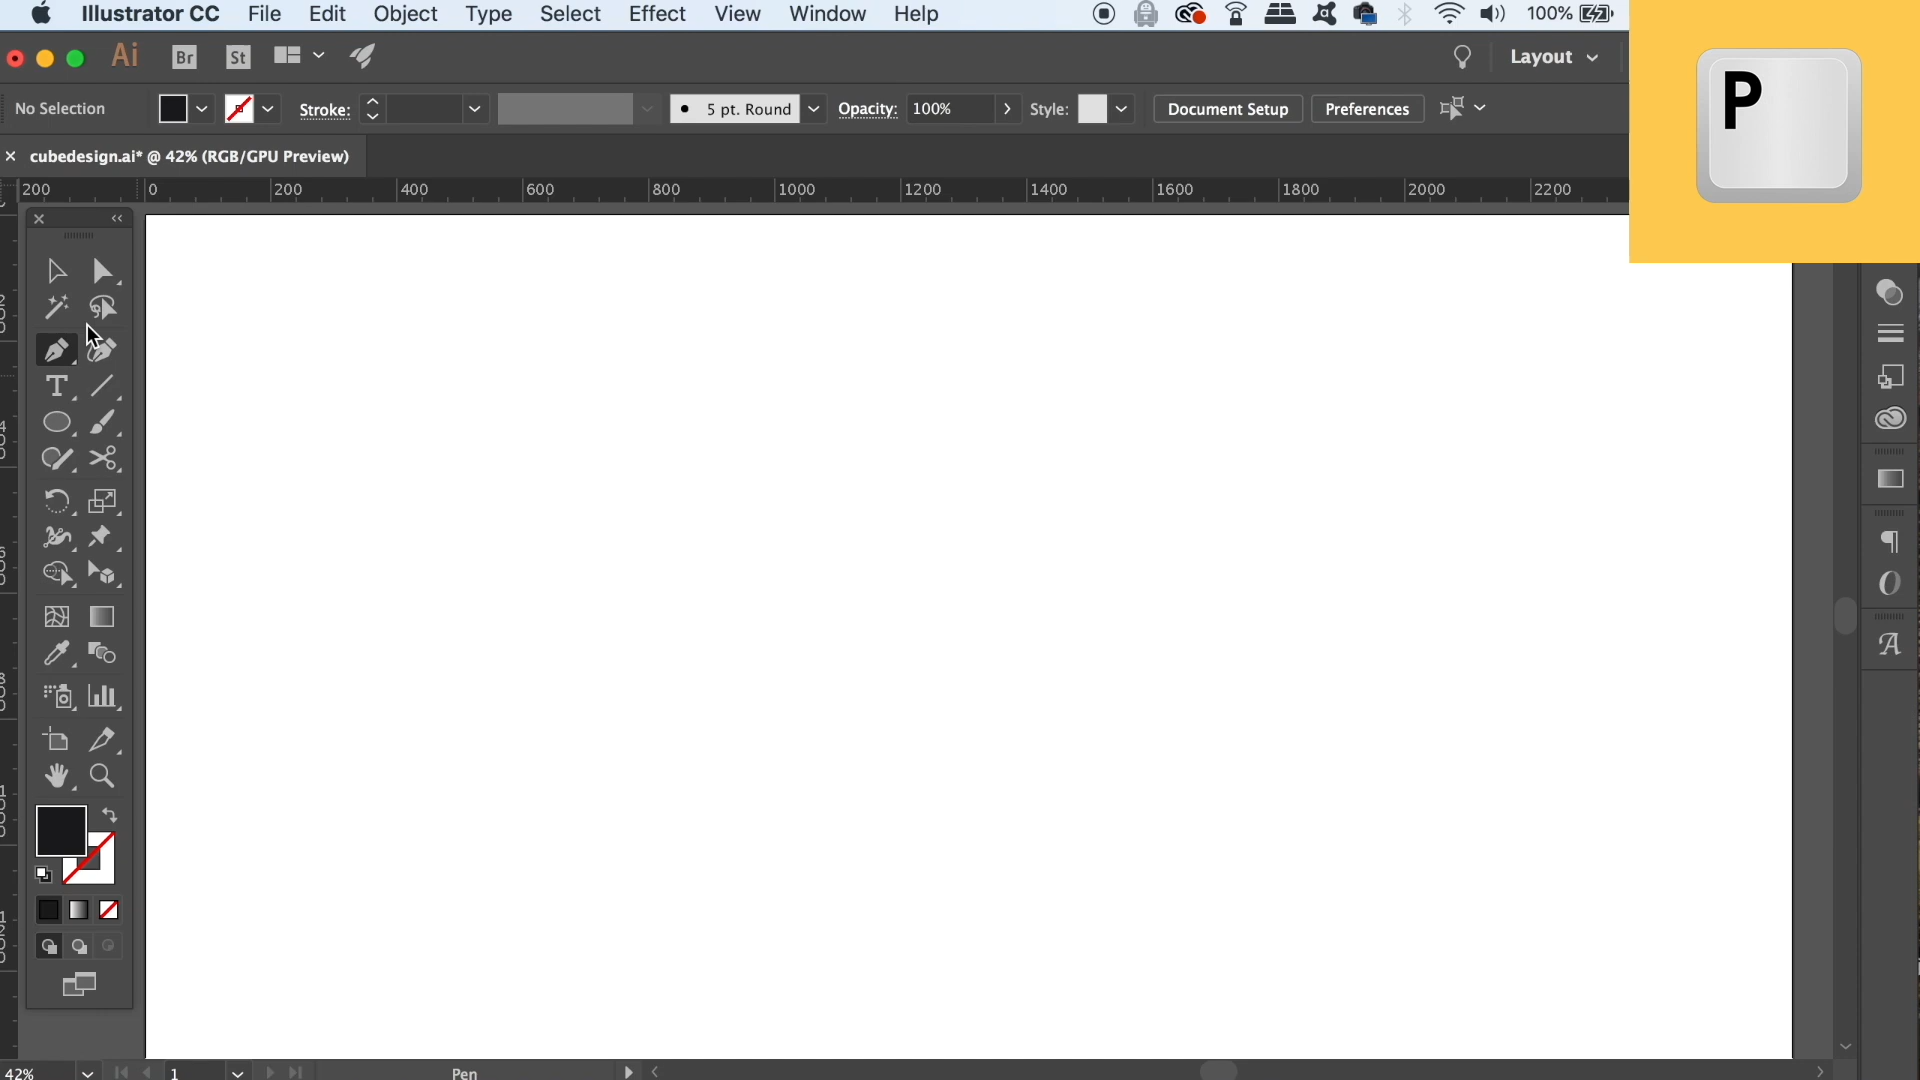 Illustrator CC File Edit Object Type Select Effect View Window Help 100%
Ai Br St Layout
No Selection Stroke: 5 pt. Round Opacity: 100% Style: Document Setup Preferences
P
× cubedesign.ai* @ 42% (RGB/GPU Preview)
200 0 200 400 600 800 1000 1200 1400 1600 1800 2000 2200
42% 1 Pen